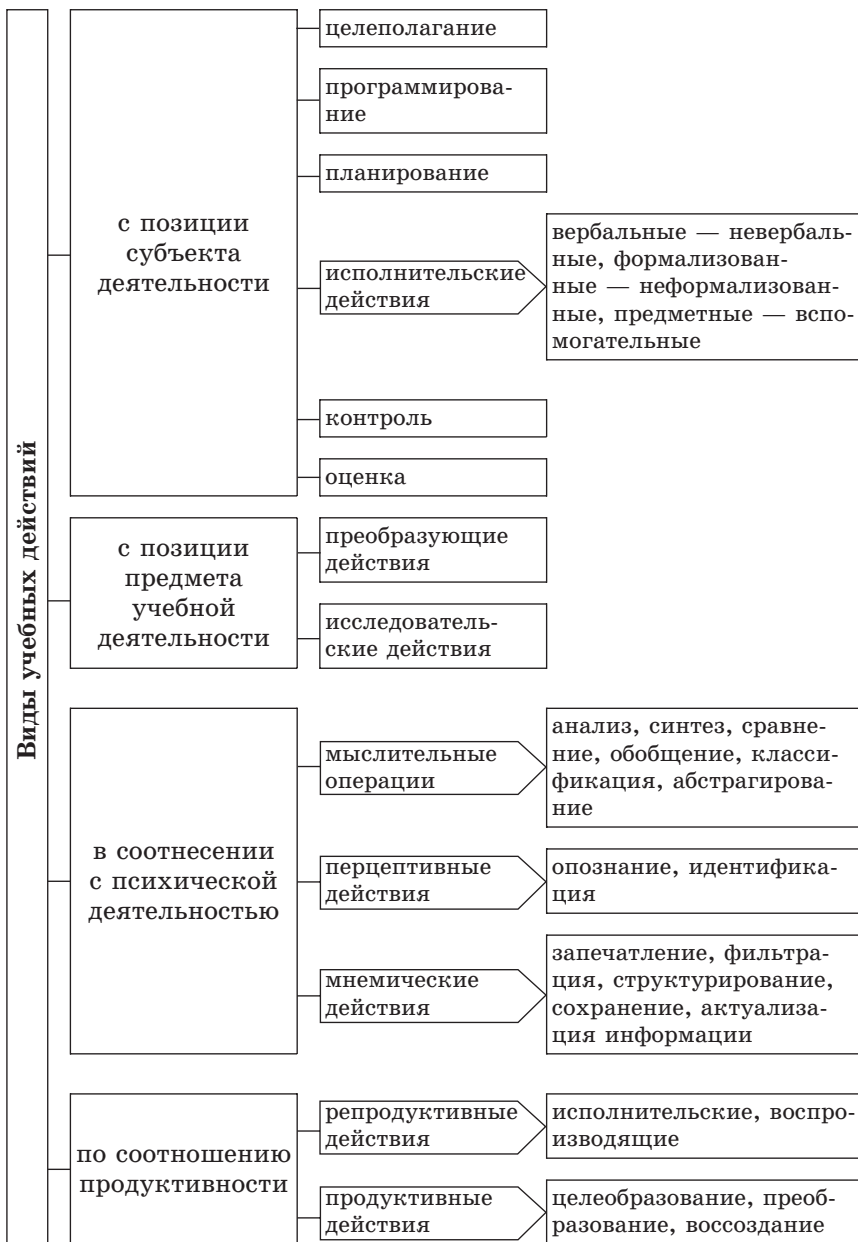 Виды учебных действий
с позиции
субъекта
деятельности
целеполагание
программирова-
ние
планирование
исполнительские
действия
вербальные — невербаль-
ные, формализован-
ные — неформализован-
ные, предметные — вспо-
могательные
контроль
оценка
с позиции
предмета
учебной
деятельности
преобразующие
действия
исследователь-
ские действия
в соотнесении
с психической
деятельностью
мыслительные
операции
анализ, синтез, сравне-
ние, обобщение, класси-
фикация, абстрагирова-
ние
перцептивные
действия
опознание, идентифика-
ция
мнемические
действия
запечатление, фильтра-
ция, структурирование,
сохранение, актуализа-
ция информации
по соотношению
продуктивности
репродуктивные
действия
исполнительские, воспро-
изводящие
продуктивные
действия
целеобразование, преоб-
разование, воссоздание